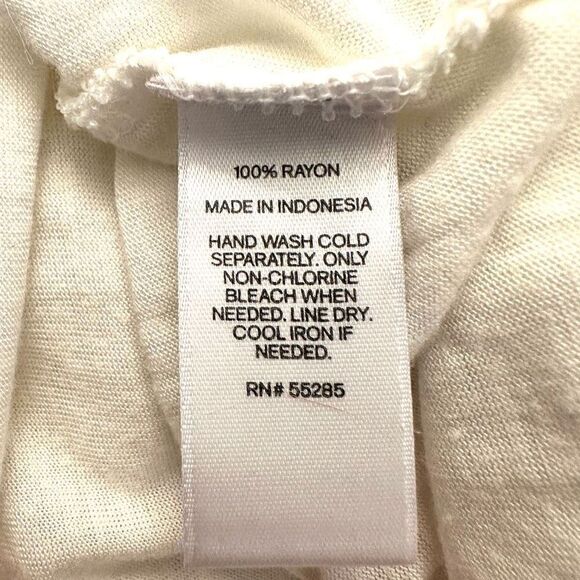 100% RAYON
MADE IN INDONESIA
HAND WASH COLD
SEPARATELY. ONLY
NON-CHLORINE
BLEACH WHEN
NEEDED. LINE DRY.
COOL IRON IF
NEEDED.
RN# 55285